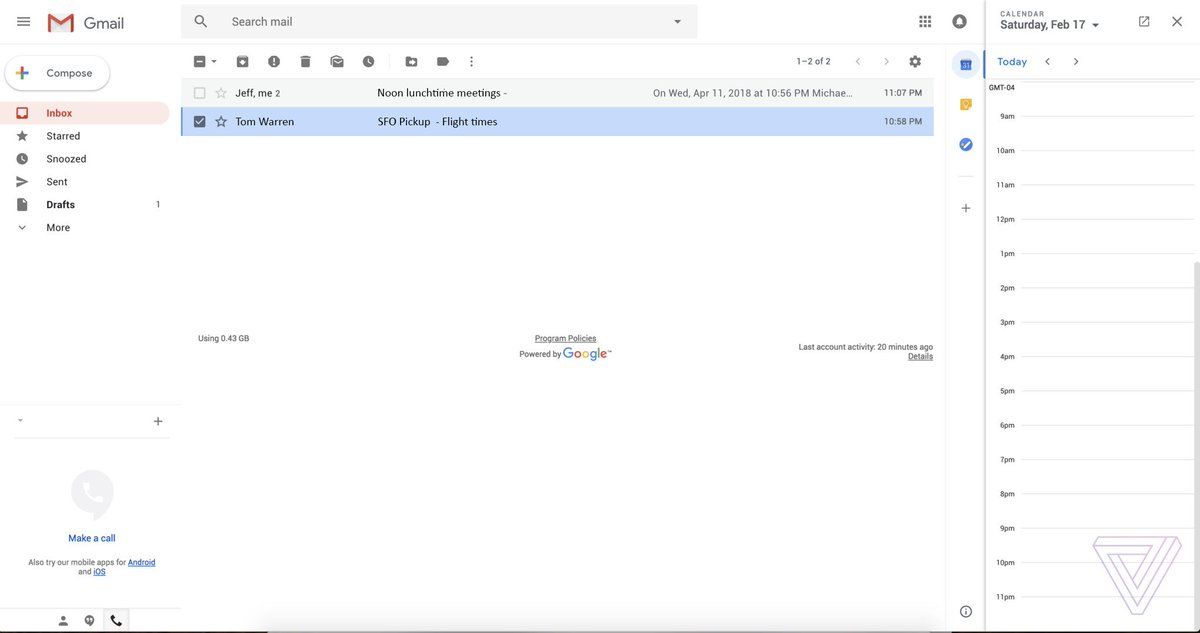 Gmail
Search mail
CALENDAR
Saturday, Feb 17
Compose
1–2 of 2
31
Today
Jeff, me 2 Noon lunchtime meetings - On Wed, Apr 11, 2018 at 10:56 PM Michae... 11:07 PM
Tom Warren SFO Pickup - Flight times 10:58 PM
Inbox
Starred
Snoozed
Sent
Drafts 1
More
Using 0.43 GB
Program Policies
Powered by Google™
Last account activity: 20 minutes ago
Details
Make a call
Also try our mobile apps for Android
and iOS
GMT-04
9am
10am
11am
12pm
1pm
2pm
3pm
4pm
5pm
6pm
7pm
8pm
9pm
10pm
11pm